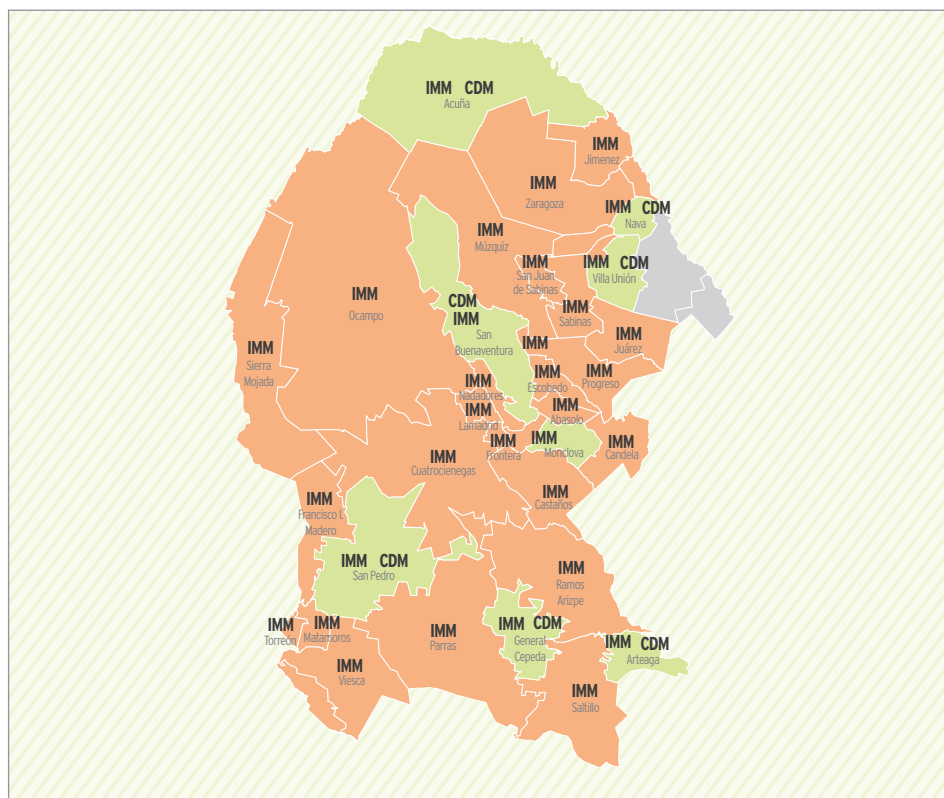 IMM CDM
Acuña
IMM
Jimenez
IMM
Zaragoza
IMM CDM
Nava
IMM
Múzquiz
IMM
San Juan
de Sabinas
IMM CDM
Villa Unión
IMM
Ocampo
CDM
IMM
San
Buenaventura
IMM
Sabinas
IMM
IMM
Juárez
IMM
Sierra
Mojada
IMM
Nadadores
IMM
Escobedo
IMM
Progreso
IMM
Lamadrid
IMM
Abasolo
IMM
Frontera
IMM
Monclova
IMM
Candela
IMM
Cuatrocienegas
IMM
Castaños
IMM
Francisco I.
Madero
IMM CDM
San Pedro
IMM
Ramos
Arizpe
IMM
Torreón
IMM
Matamoros
IMM
Parras
IMM CDM
General
Cepeda
IMM CDM
Arteaga
IMM
Viesca
IMM
Saltillo